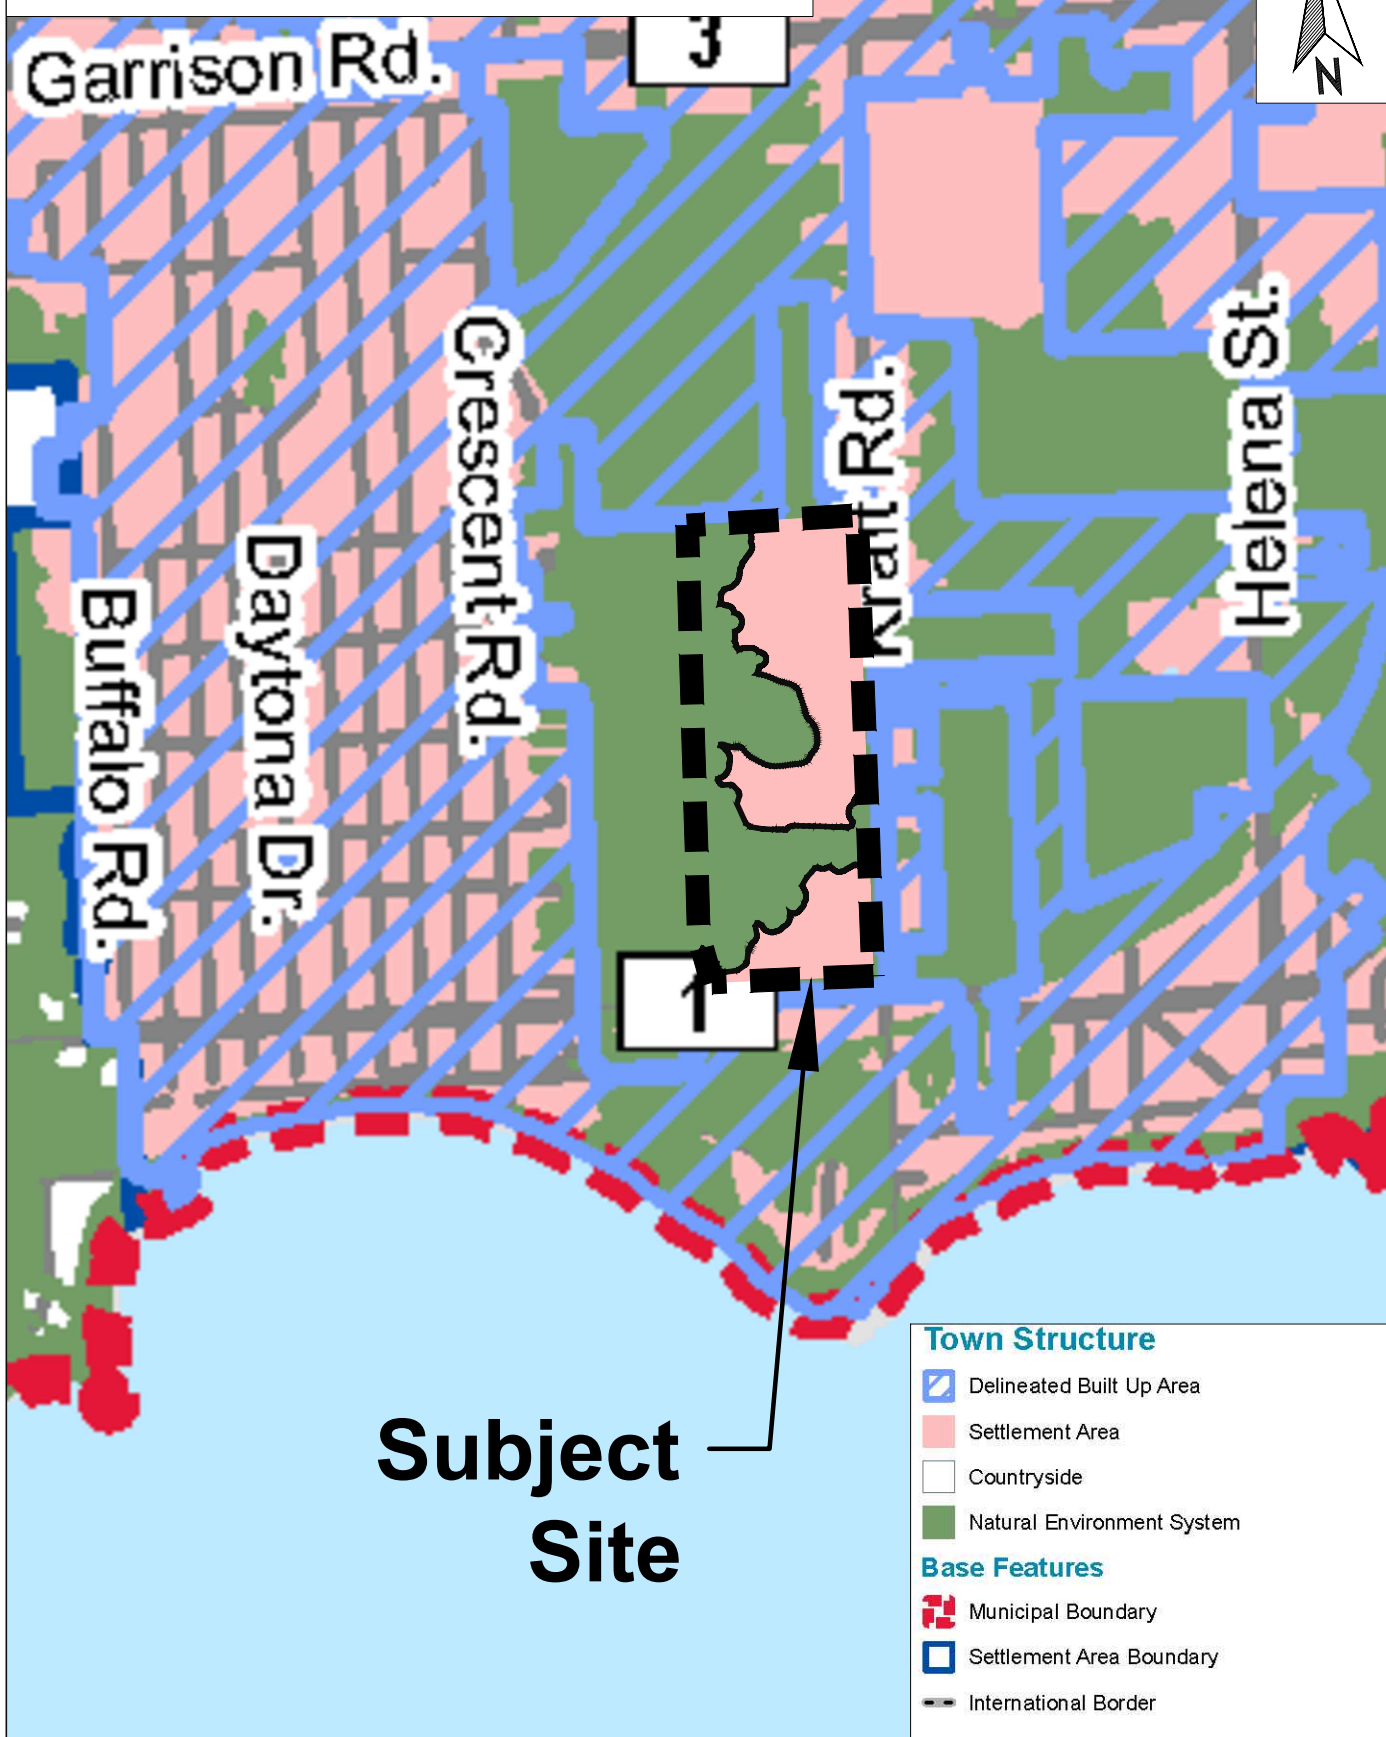 3
N
Garrison Rd.
Crescent Rd.
Kraft Rd.
Helena St.
Daytona Dr.
Buffalo Rd.
1
Subject
Site
Town Structure
Delineated Built Up Area
Settlement Area
Countryside
Natural Environment System
Base Features
Municipal Boundary
Settlement Area Boundary
International Border